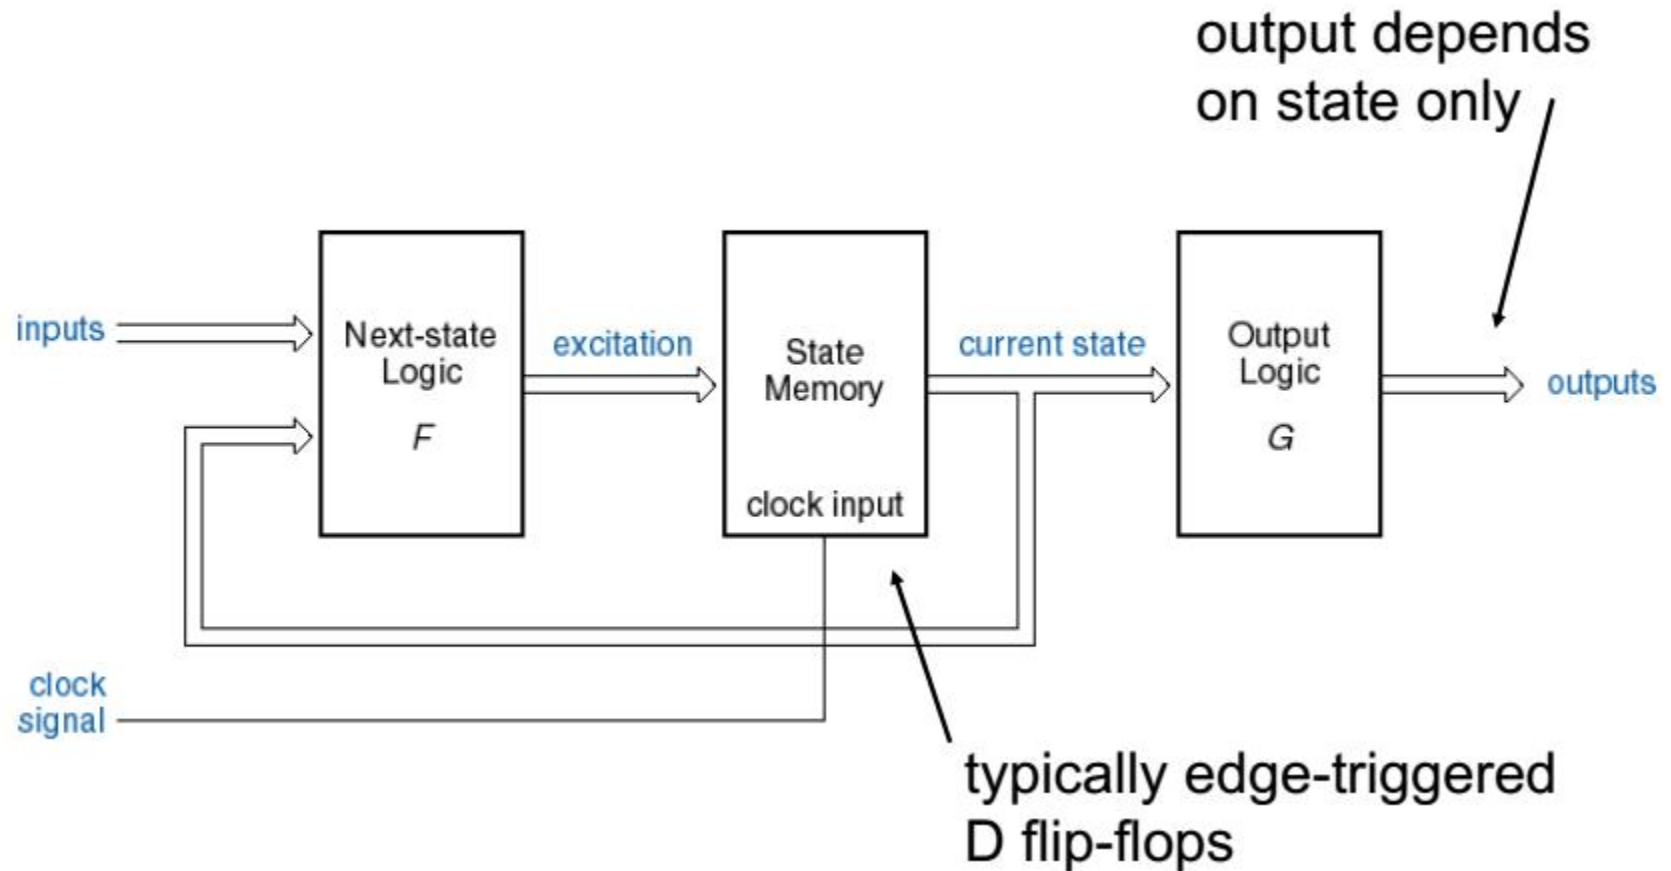 output depends
on state only
inputs
Next-state
Logic
F
excitation
State
Memory
clock input
current state
Output
Logic
G
outputs
clock
signal
typically edge-triggered
D flip-flops